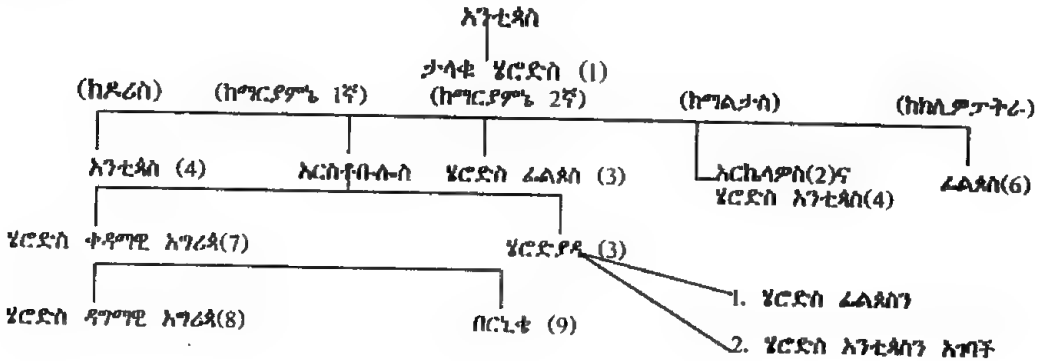 አንቲጳስ
ታላቁ ሄሮድስ (1)
(ከዶሪስ) (ከማርያምኔ 1ኛ) (ከማርያምኔ 2ኛ) (ከማልታስ) (ከክሊዎፓትራ)
አንቲጳስ (4) አርስቶቡሉስ ሄሮድስ ፊልጶስ (3) አርኬላዎስ(2)ና ፊልጶስ(6)
ሄሮድስ አንቲጳስ(4)
ሄሮድስ ቀዳማዊ አግሪጳ(7) ሄሮድያዳ (3)
1. ሄሮድስ ፊልጶስን
ሄሮድስ ዳግማዊ አግሪጳ(8) በርኒቄ (9)
2. ሄሮድስ አንቲጳስን አገባች